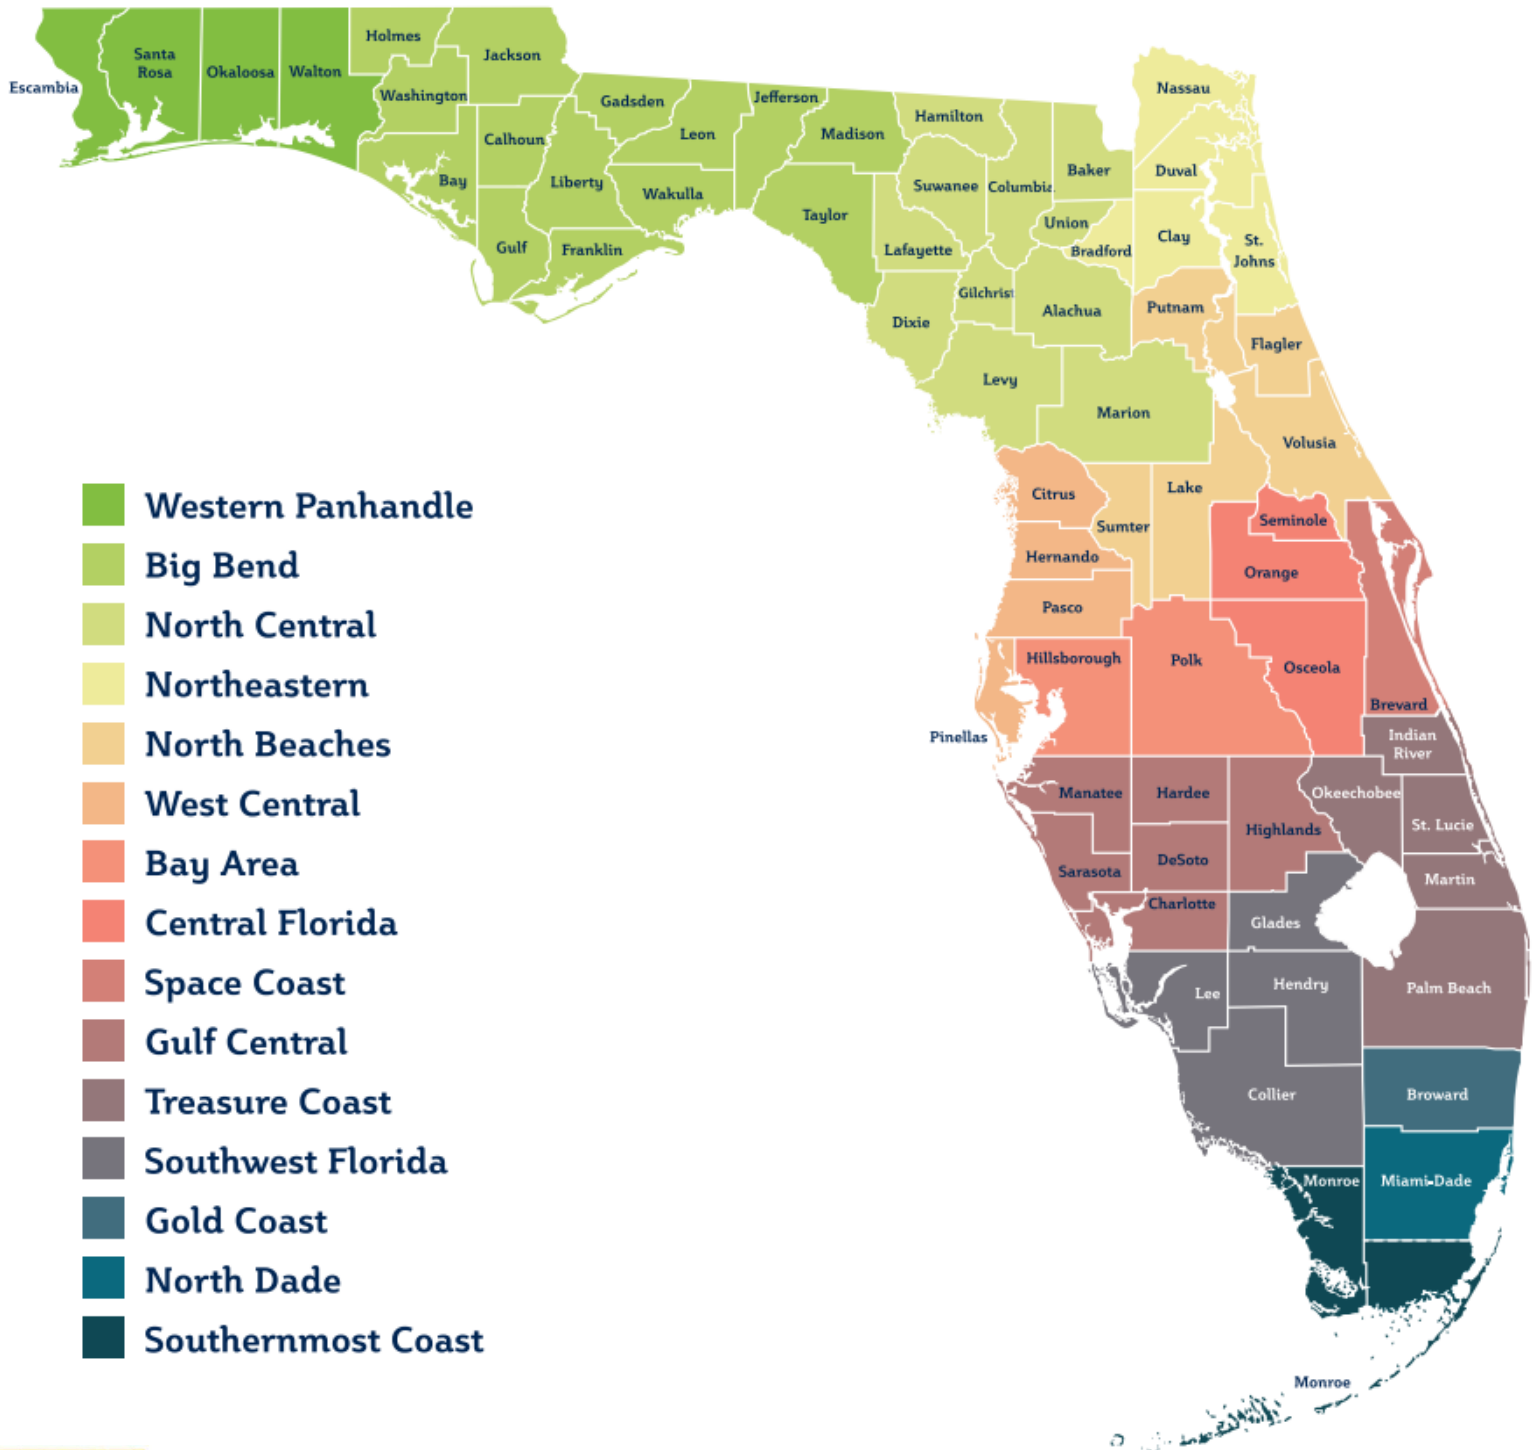 Holmes
Jackson
Santa
Rosa
Okaloosa
Walton
Escambia
Washington
Gadsden
Jefferson
Nassau
Hamilton
Calhoun
Leon
Madison
Baker
Duval
Bay
Liberty
Wakulla
Suwanee
Columbia
Taylor
Union
Gulf
Franklin
Lafayette
Bradford
Clay
St.
Johns
Gilchrist
Alachua
Putnam
Dixie
Flagler
Levy
Marion
Volusia
Citrus
Lake
Sumter
Seminole
Hernando
Orange
Pasco
Hillsborough
Polk
Osceola
Brevard
Pinellas
Indian
River
Manatee
Hardee
Okeechobee
Highlands
St. Lucie
Sarasota
DeSoto
Martin
Charlotte
Glades
Lee
Hendry
Palm Beach
Collier
Broward
Monroe
Miami-Dade
Monroe
Western Panhandle
Big Bend
North Central
Northeastern
North Beaches
West Central
Bay Area
Central Florida
Space Coast
Gulf Central
Treasure Coast
Southwest Florida
Gold Coast
North Dade
Southernmost Coast